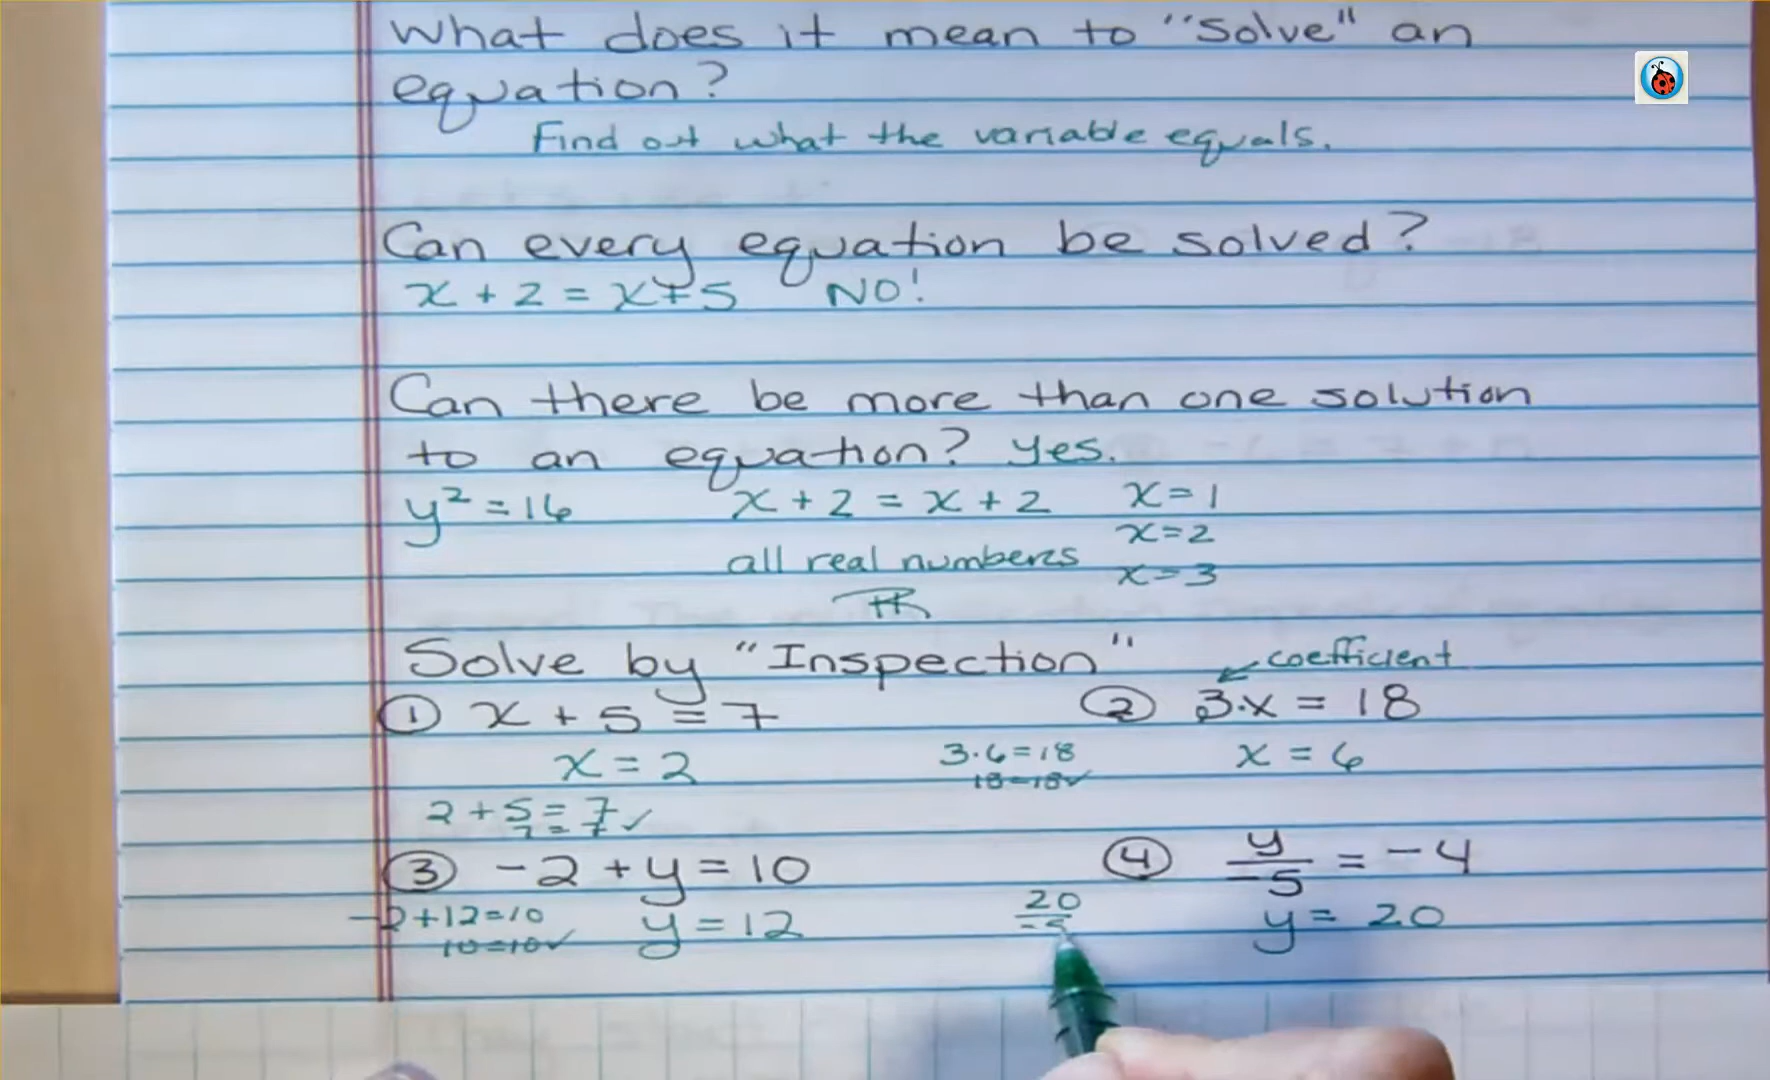 What does it mean to "solve" an
equation?
Find out what the variable equals.
Can every equation be solved?
x + 2 = x + 5 NO!
Can there be more than one solution
to an equation? yes.
y² = 16 x + 2 = x + 2 x = 1
x = 2
all real numbers x = 3
ℝ
Solve by "Inspection" coefficient
① x + 5 = 7 ② 3·x = 18
x = 2 3·6 = 18 x = 6
18 = 18 ✓
2 + 5 = 7
7 = 7 ✓
③ -2 + y = 10 ④ y/-5 = -4
-2 + 12 = 10 y = 12 20/-5 y = 20
10 = 10 ✓